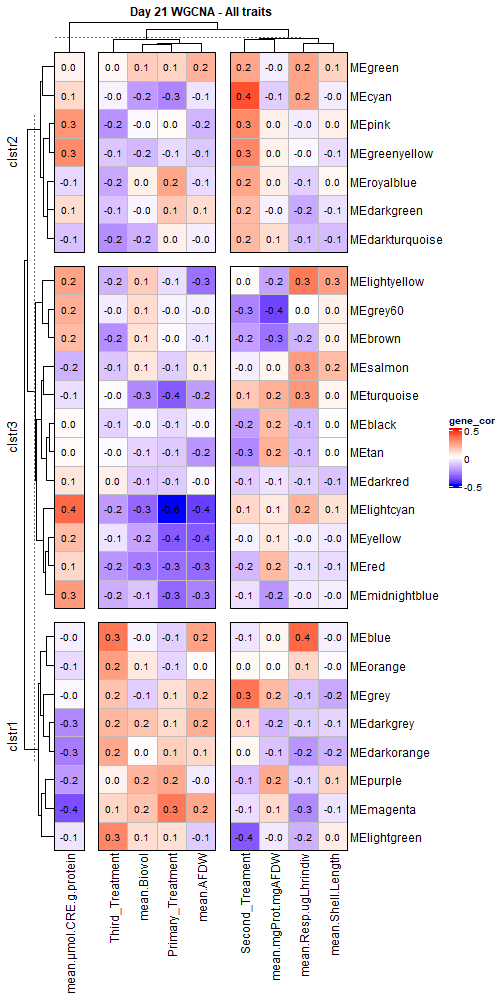 Day 21 WGCNA - All traits
clstr2
0.0 0.0 0.1 0.1 0.2 0.2 -0.0 0.2 0.1 MEgreen
0.1 -0.0 -0.2 -0.3 -0.1 0.4 -0.1 0.2 -0.0 MEcyan
0.3 -0.2 -0.0 -0.0 -0.2 0.3 0.0 -0.0 -0.0 MEpink
0.3 -0.1 -0.1 -0.1 -0.1 0.3 -0.0 -0.0 -0.1 MEgreenyellow
-0.1 -0.2 0.0 0.2 -0.1 0.2 -0.0 -0.1 0.0 MEroyalblue
0.1 -0.1 -0.0 0.1 0.1 0.2 -0.0 -0.2 -0.1 MEdarkgreen
-0.1 -0.2 -0.2 0.0 -0.0 0.2 0.1 -0.1 -0.1 MEdarkturquoise
clstr3
0.2 -0.2 0.1 -0.1 -0.3 0.0 -0.2 0.3 0.3 MElightyellow
0.2 -0.1 0.1 -0.0 -0.0 -0.3 -0.4 0.0 0.0 MEgrey60
0.2 -0.2 0.1 -0.0 -0.1 -0.2 -0.3 -0.2 0.0 MEbrown
-0.2 -0.1 0.1 -0.1 0.1 -0.0 0.0 0.3 0.2 MEsalmon
-0.1 0.0 -0.3 -0.4 -0.2 0.1 0.2 0.3 -0.0 MEturquoise
0.0 -0.1 -0.0 -0.1 -0.0 -0.2 0.2 -0.1 0.0 MEblack
0.0 -0.0 -0.1 -0.1 -0.2 -0.3 0.2 -0.1 0.0 MEtan
0.1 0.0 -0.1 -0.1 -0.0 -0.1 -0.1 -0.1 -0.1 MEdarkred
0.4 -0.2 -0.3 -0.6 -0.4 0.1 0.1 0.2 0.1 MElightcyan
0.2 -0.1 -0.2 -0.4 -0.4 -0.0 0.1 -0.0 -0.0 MEyellow
0.1 -0.2 -0.3 -0.3 -0.3 -0.2 0.2 -0.0 -0.1 MEred
0.3 -0.2 -0.1 -0.3 -0.3 -0.1 -0.2 -0.0 -0.0 MEmidnightblue
clstr1
-0.0 0.3 -0.0 -0.1 0.2 -0.1 -0.0 0.4 -0.0 MEblue
-0.1 0.2 0.1 -0.1 0.0 0.0 0.0 0.1 -0.0 MEorange
-0.0 0.2 -0.1 0.1 0.2 0.3 0.0 -0.1 -0.2 MEgrey
-0.3 0.2 0.2 0.1 0.2 0.1 -0.2 -0.1 -0.1 MEdarkgrey
-0.3 0.2 0.0 0.1 0.1 0.0 -0.1 -0.2 -0.2 MEdarkorange
-0.2 0.0 0.2 0.2 -0.0 -0.1 0.2 -0.1 0.1 MEpurple
-0.4 0.1 0.2 0.3 0.2 -0.1 0.1 -0.3 -0.1 MEmagenta
-0.1 0.3 0.1 0.1 -0.1 -0.4 -0.0 -0.2 0.0 MElightgreen
mean.µmol.CRE.g.protein
Third_Treatment
mean.Biovol
Primary_Treatment
mean.AFDW
Second_Treament
mean.mgProt.mgAFDW
mean.Resp.ugLhrindiv
mean.Shell.Length
gene_cor
0.5
0
-0.5